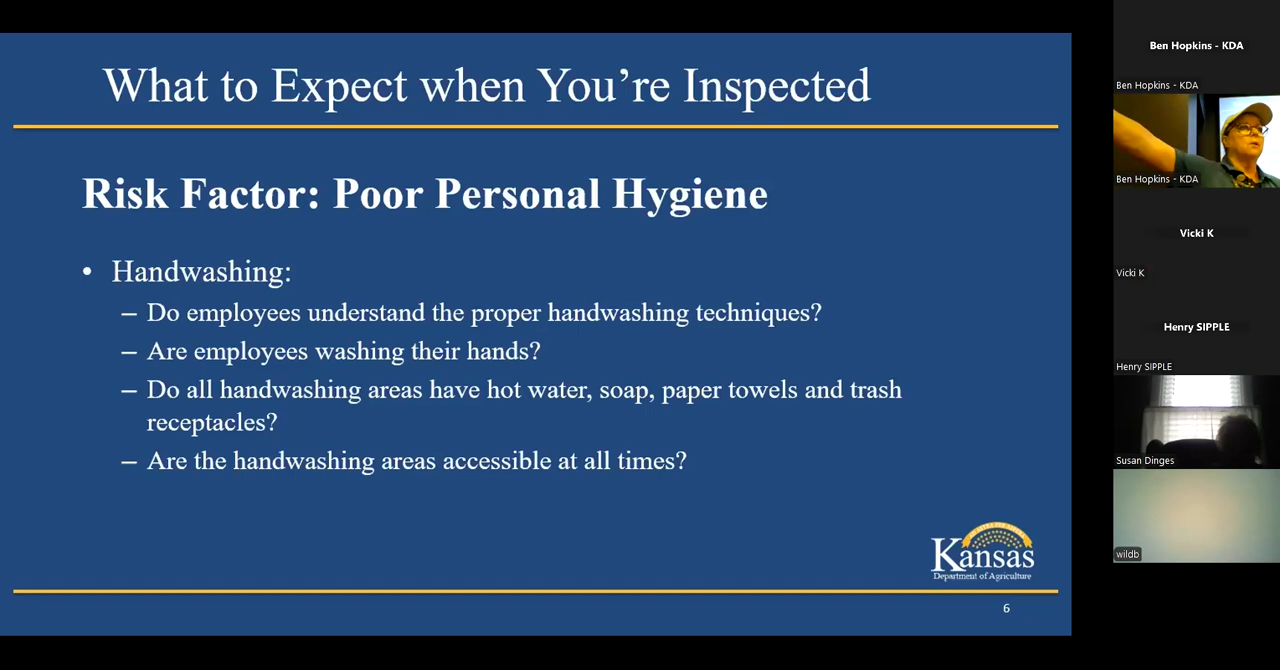 What to Expect when You're Inspected
Risk Factor: Poor Personal Hygiene
• Handwashing:
– Do employees understand the proper handwashing techniques?
– Are employees washing their hands?
– Do all handwashing areas have hot water, soap, paper towels and trash
receptacles?
– Are the handwashing areas accessible at all times?
Kansas
Department of Agriculture
6
Ben Hopkins - KDA
Ben Hopkins - KDA
Ben Hopkins - KDA
Vicki K
Vicki K
Henry SIPPLE
Henry SIPPLE
Susan Dinges
wildb